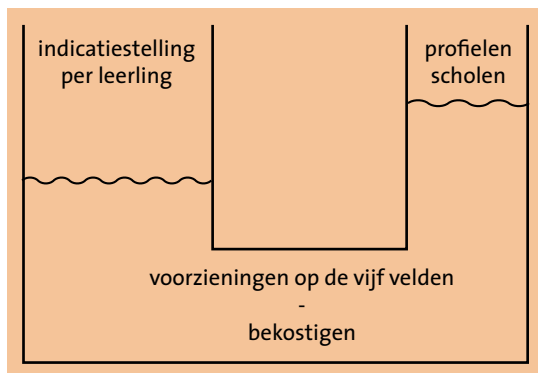 indicatiestelling
per leerling
profielen
scholen
voorzieningen op de vijf velden
-
bekostigen